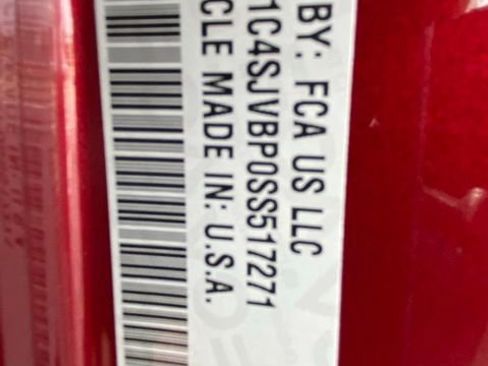 BY: FCA US LLC
1C4SJVBP0SS517271
CLE MADE IN: U.S.A.